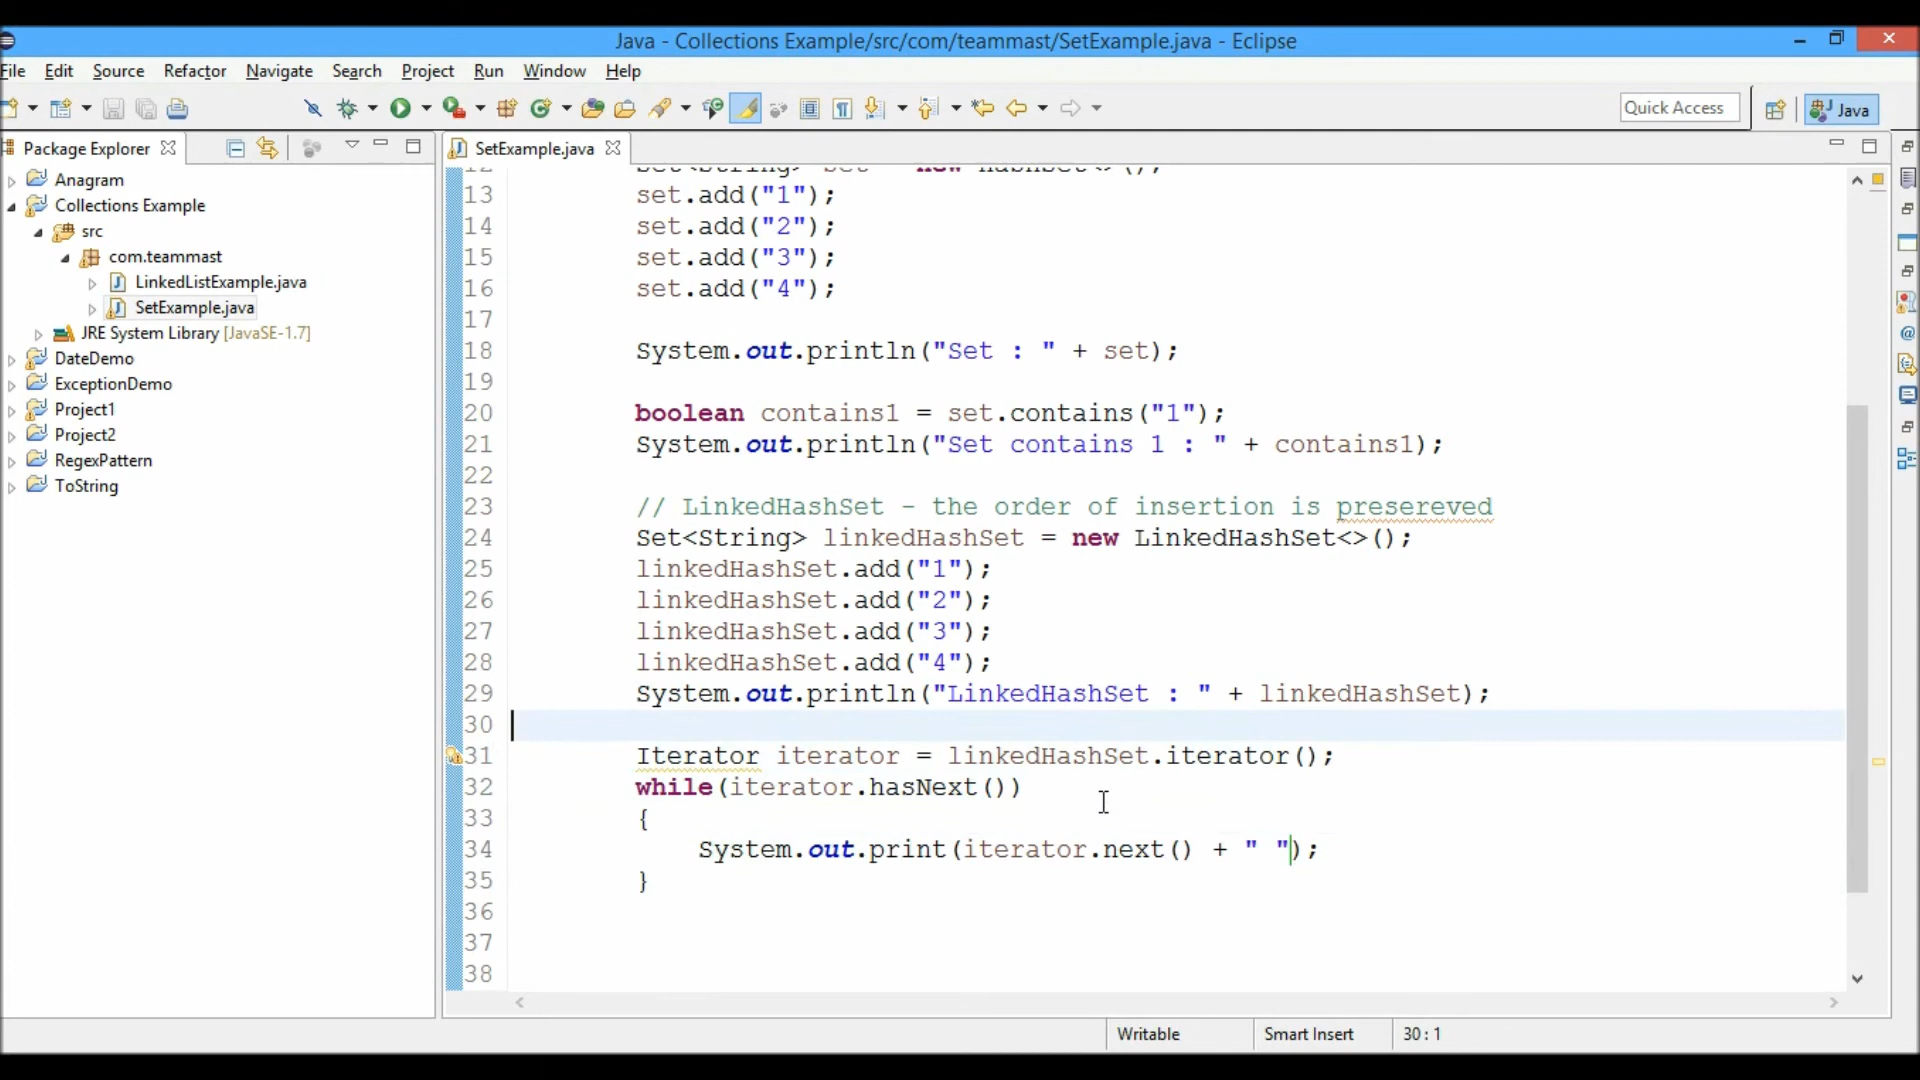 Java - Collections Example/src/com/teammast/SetExample.java - Eclipse
File Edit Source Refactor Navigate Search Project Run Window Help
Quick Access
Java
Package Explorer
SetExample.java
Anagram
Collections Example
src
com.teammast
LinkedListExample.java
SetExample.java
JRE System Library [JavaSE-1.7]
DateDemo
ExceptionDemo
Project1
Project2
RegexPattern
ToString
12 Set<String> set = new HashSet<>();
13 set.add("1");
14 set.add("2");
15 set.add("3");
16 set.add("4");
17
18 System.out.println("Set : " + set);
19
20 boolean contains1 = set.contains("1");
21 System.out.println("Set contains 1 : " + contains1);
22
23 // LinkedHashSet - the order of insertion is presereved
24 Set<String> linkedHashSet = new LinkedHashSet<>();
25 linkedHashSet.add("1");
26 linkedHashSet.add("2");
27 linkedHashSet.add("3");
28 linkedHashSet.add("4");
29 System.out.println("LinkedHashSet : " + linkedHashSet);
30
31 Iterator iterator = linkedHashSet.iterator();
32 while(iterator.hasNext())
33 {
34 System.out.print(iterator.next() + " ");
35 }
36
37
38
Writable
Smart Insert
30 : 1